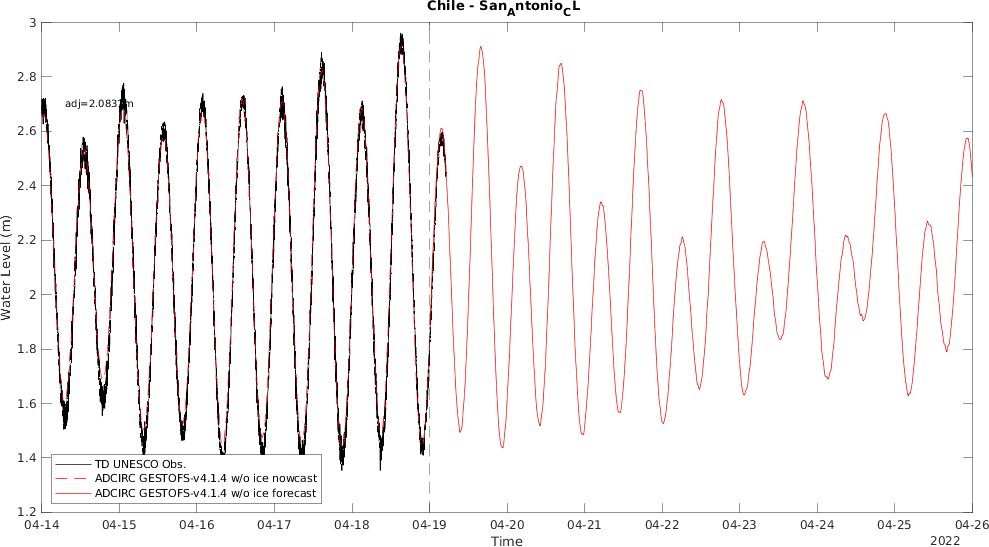 Chile - SanAntonioCL
3
2.8
adj=2.0832m
2.6
2.4
2.2
2
1.8
1.6
1.4
1.2
Water Level (m)
TD UNESCO Obs.
ADCIRC GESTOFS-v4.1.4 w/o ice nowcast
ADCIRC GESTOFS-v4.1.4 w/o ice forecast
04-14 04-15 04-16 04-17 04-18 04-19 04-20 04-21 04-22 04-23 04-24 04-25 04-26
Time
2022